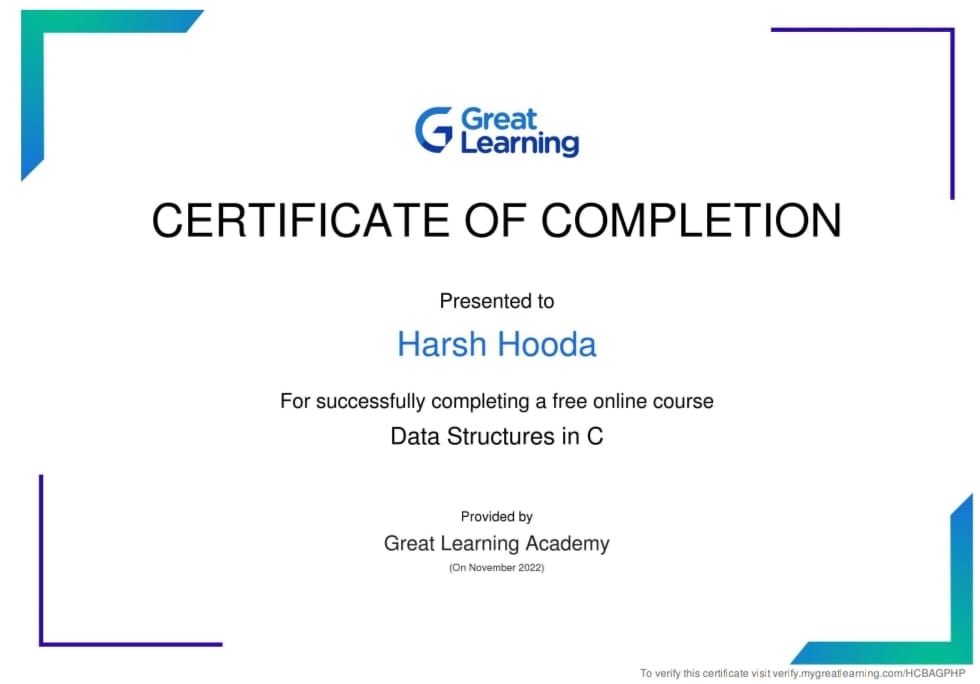 Great
Learning
CERTIFICATE OF COMPLETION
Presented to
Harsh Hooda
For successfully completing a free online course
Data Structures in C
Provided by
Great Learning Academy
(On November 2022)
To verify this certificate visit verify.mygreatlearning.com/HCBAGPHP